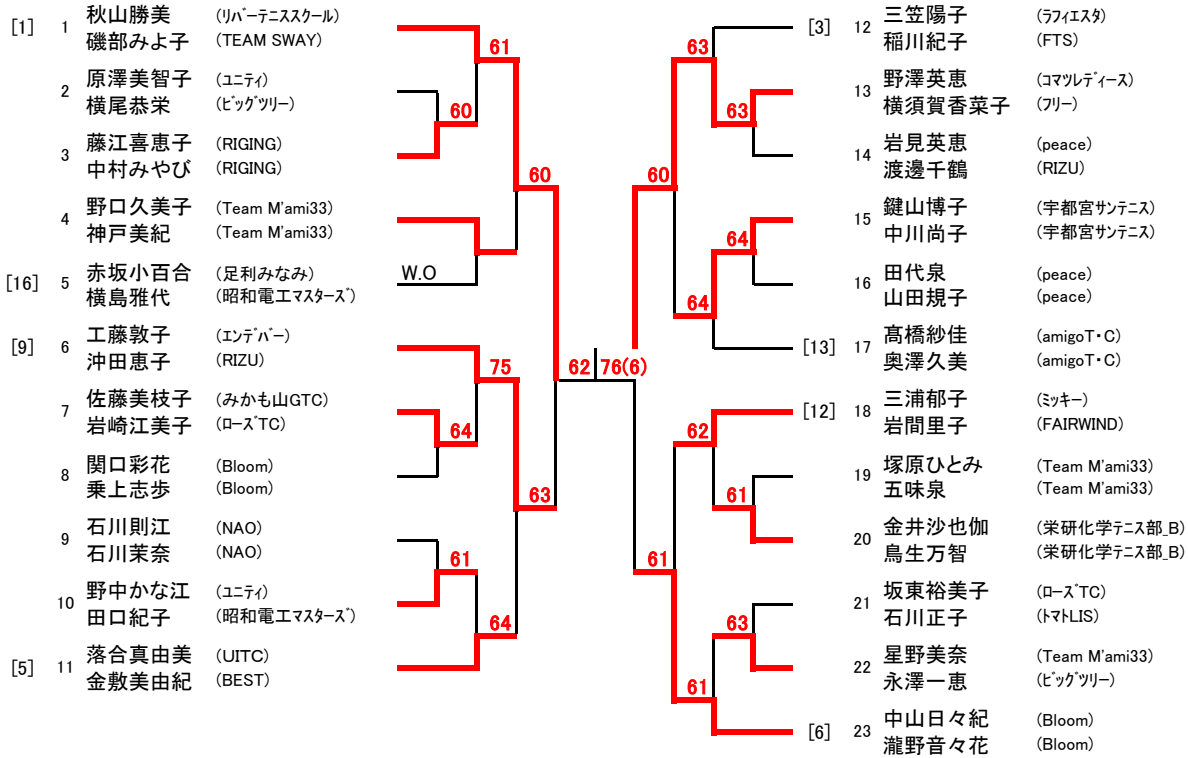 [1] 1 秋山勝美 (ﾘﾊﾞｰﾃﾆｽｽｸｰﾙ)
磯部みよ子 (TEAM SWAY)
61
2 原澤美智子 (ユニティ)
横尾恭栄 (ﾋﾞｯｸﾞﾂﾘｰ)
60
3 藤江喜恵子 (RIGING)
中村みやび (RIGING)
60
4 野口久美子 (Team M'ami33)
神戸美紀 (Team M'ami33)
[16] 5 赤坂小百合 (足利みなみ) W.O
横島雅代 (昭和電工ﾏｽﾀｰｽﾞ)
[9] 6 工藤敦子 (ｴﾝﾃﾞﾊﾞｰ)
沖田恵子 (RIZU)
75
7 佐藤美枝子 (みかも山GTC)
岩崎江美子 (ﾛｰｽﾞTC)
64
8 関口彩花 (Bloom)
乗上志歩 (Bloom)
63
9 石川則江 (NAO)
石川茉奈 (NAO)
61
10 野中かな江 (ユニティ)
田口紀子 (昭和電工ﾏｽﾀｰｽﾞ)
64
[5] 11 落合真由美 (UITC)
金敷美由紀 (BEST)
62 76(6)
[3] 12 三笠陽子 (ﾗﾌｨｴｽﾀ)
稲川紀子 (FTS)
63
13 野澤英恵 (ｺﾏﾂﾚﾃﾞｨｰｽ)
横須賀香菜子 (ﾌﾘｰ)
63
14 岩見英恵 (peace)
渡邊千鶴 (RIZU)
60
15 鍵山博子 (宇都宮サンテニス)
中川尚子 (宇都宮サンテニス)
64
16 田代泉 (peace)
山田規子 (peace)
64
[13] 17 髙橋紗佳 (amigoT・C)
奥澤久美 (amigoT・C)
[12] 18 三浦郁子 (ﾐｯｷｰ)
岩間里子 (FAIRWIND)
62
19 塚原ひとみ (Team M'ami33)
五味泉 (Team M'ami33)
61
20 金井沙也伽 (栄研化学テニス部_B)
鳥生万智 (栄研化学テニス部_B)
61
21 坂東裕美子 (ﾛｰｽﾞTC)
石川正子 (ﾄﾏﾄLIS)
63
22 星野美奈 (Team M'ami33)
永澤一恵 (ﾋﾞｯｸﾞﾂﾘｰ)
61
[6] 23 中山日々紀 (Bloom)
瀧野音々花 (Bloom)